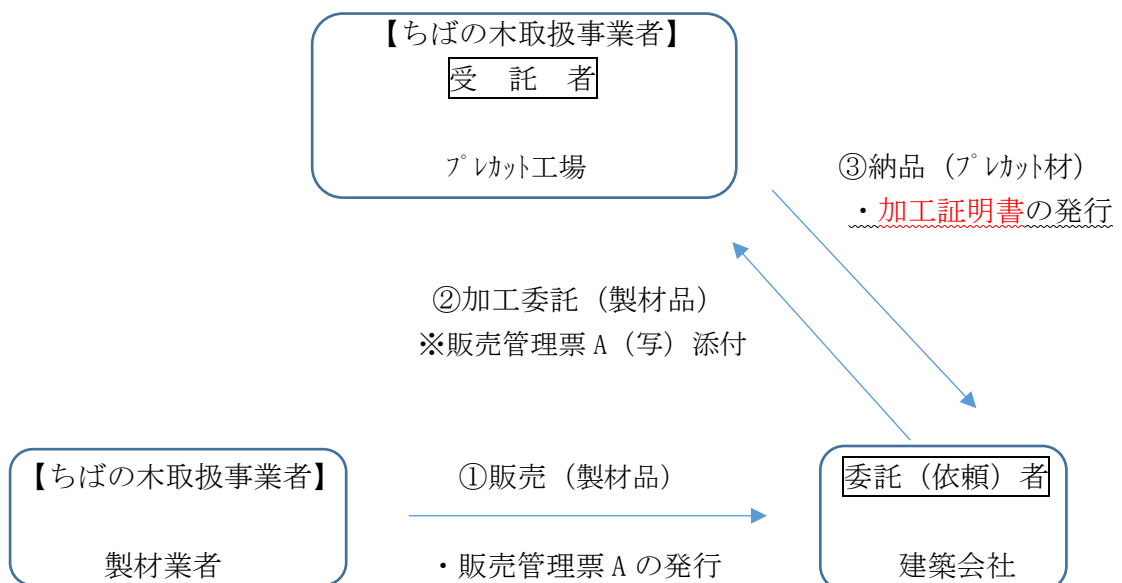 【ちばの木取扱事業者】
受 託 者
プレカット工場
③納品(プレカット材)
・加工証明書の発行
②加工委託(製材品)
※販売管理票A(写)添付
【ちばの木取扱事業者】
製材業者
①販売(製材品)
・販売管理票Aの発行
委託(依頼)者
建築会社